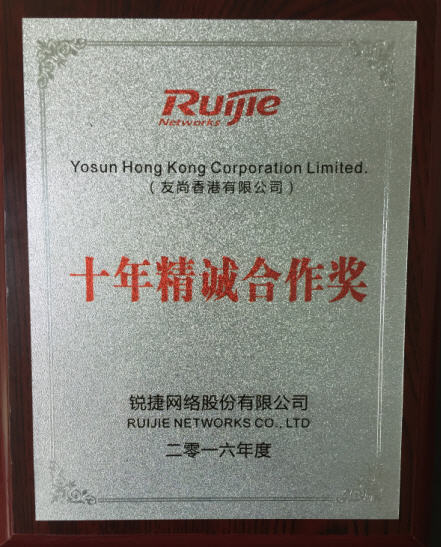 Ruijie
Networks
Yosun Hong Kong Corporation Limited.
（友尚香港有限公司）
十年精诚合作奖
锐捷网络股份有限公司
RUIJIE NETWORKS CO., LTD
二零一六年度